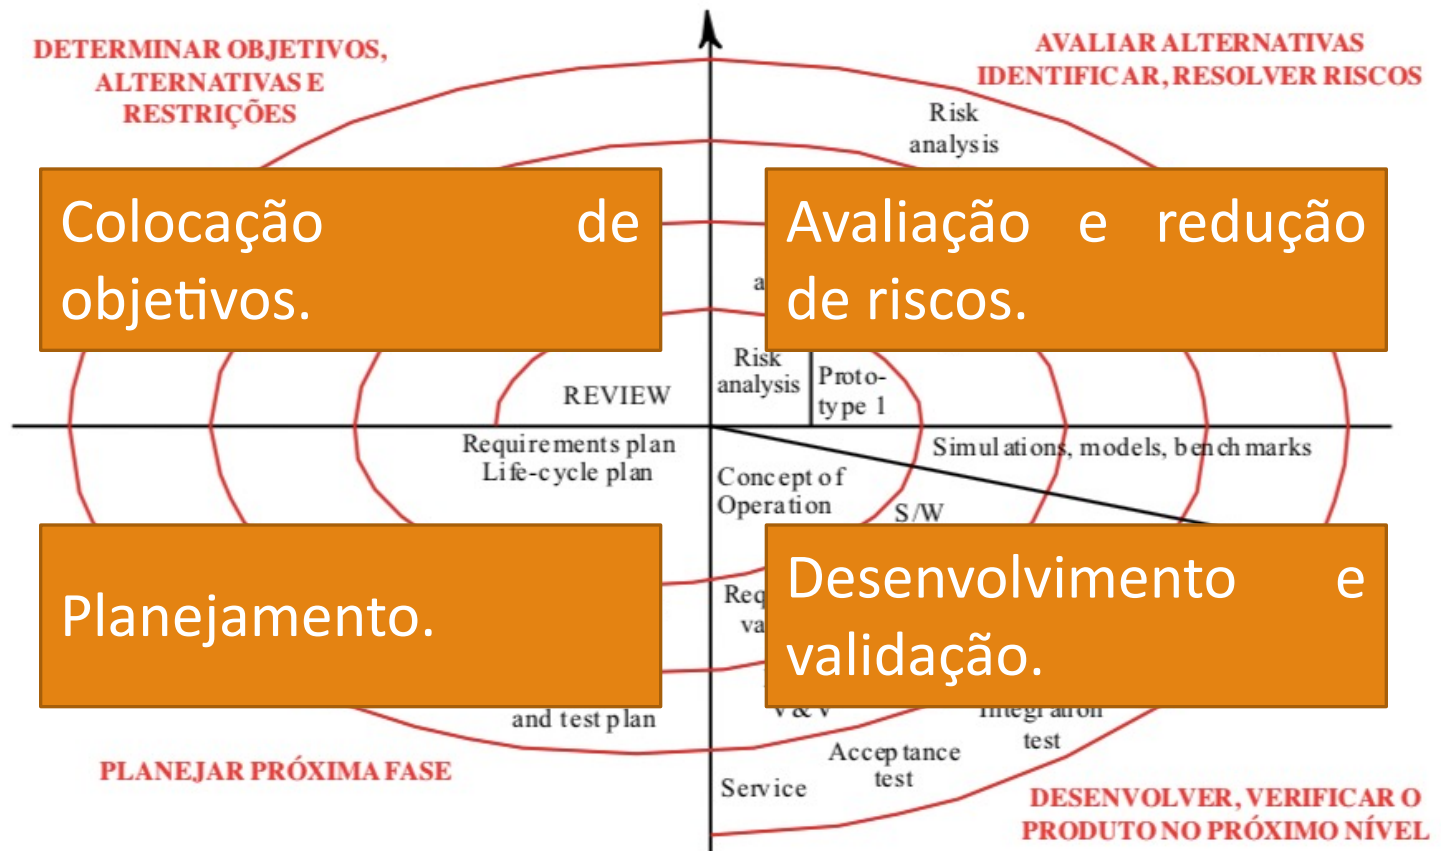 DETERMINAR OBJETIVOS,
ALTERNATIVAS E
RESTRIÇÕES
AVALIAR ALTERNATIVAS
IDENTIFICAR, RESOLVER RISCOS
Risk
analysis
Colocação de
objetivos.
Avaliação e redução
de riscos.
REVIEW
Risk
analysis
Proto-
type 1
Requirements plan
Life-cycle plan
Simulations, models, benchmarks
Concept of
Operation
S/W
Planejamento.
Desenvolvimento e
validação.
and test plan
V & V
Integration
test
Acceptance
test
Service
PLANEJAR PRÓXIMA FASE
DESENVOLVER, VERIFICAR O
PRODUTO NO PRÓXIMO NÍVEL